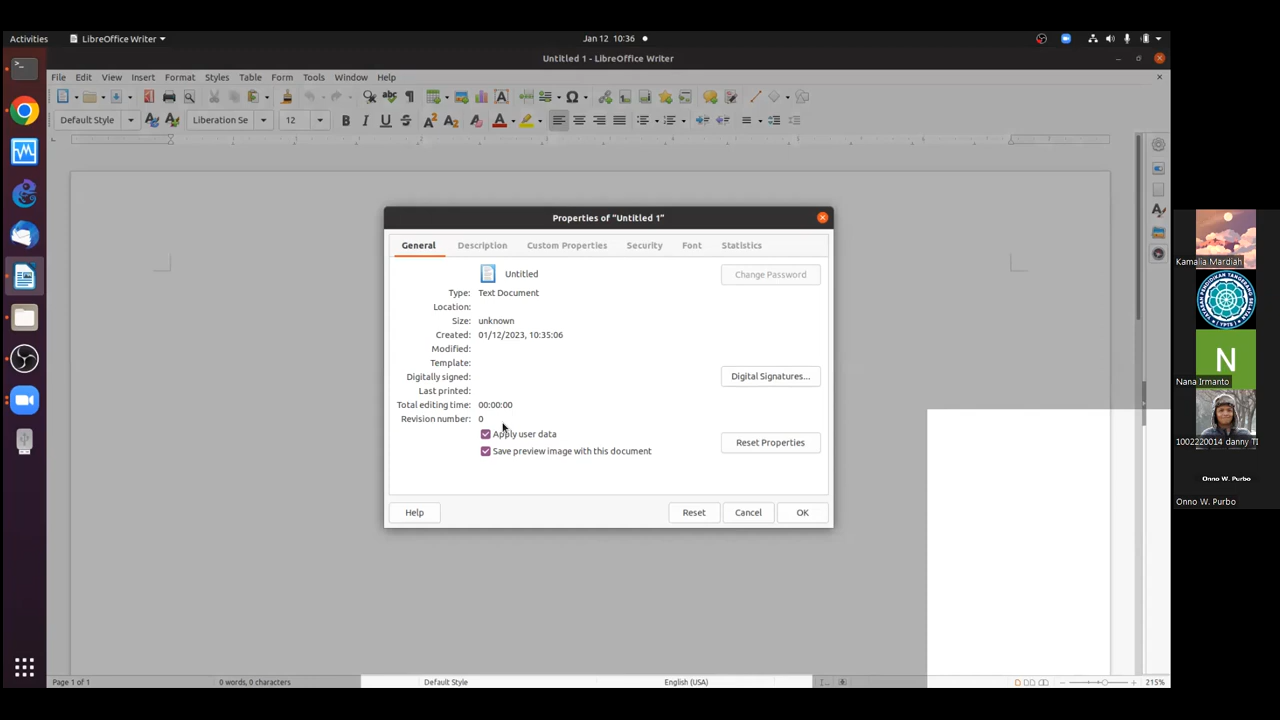 Activities LibreOffice Writer Jan 12 10:36
Untitled 1 - LibreOffice Writer
File Edit View Insert Format Styles Table Form Tools Window Help
Default Style Liberation Se 12
Properties of "Untitled 1"
General Description Custom Properties Security Font Statistics
Untitled Change Password
Type: Text Document
Location:
Size: unknown
Created: 01/12/2023, 10:35:06
Modified:
Template:
Digitally signed: Digital Signatures...
Last printed:
Total editing time: 00:00:00
Revision number: 0
Apply user data Reset Properties
Save preview image with this document
Help Reset Cancel OK
Page 1 of 1 0 words, 0 characters Default Style English (USA) 215%
Kamalia Mardiah
N
Nana Irmanto
1002220014 danny TI
Onno W. Purbo
Onno W. Purbo